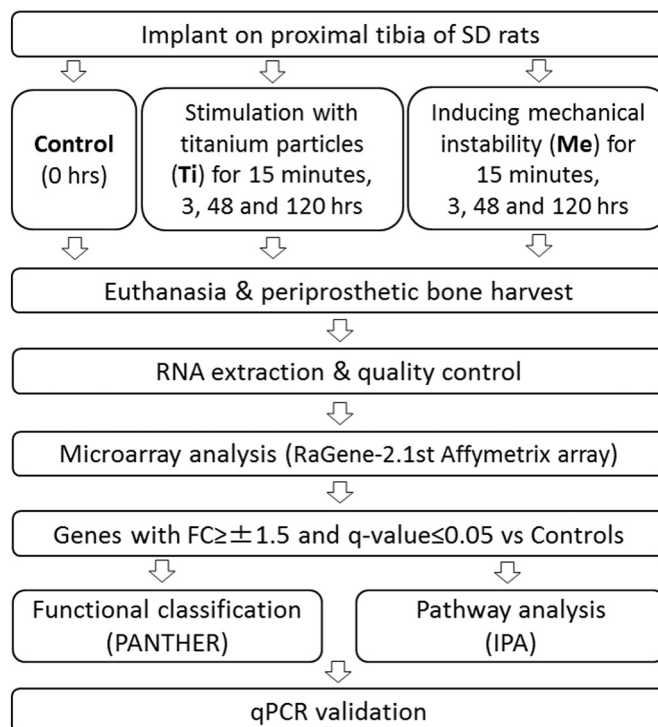 Implant on proximal tibia of SD rats
Control
(0 hrs)
Stimulation with
titanium particles
(Ti) for 15 minutes,
3, 48 and 120 hrs
Inducing mechanical
instability (Me) for
15 minutes,
3, 48 and 120 hrs
Euthanasia & periprosthetic bone harvest
RNA extraction & quality control
Microarray analysis (RaGene-2.1st Affymetrix array)
Genes with FC≥±1.5 and q-value≤0.05 vs Controls
Functional classification
(PANTHER)
Pathway analysis
(IPA)
qPCR validation